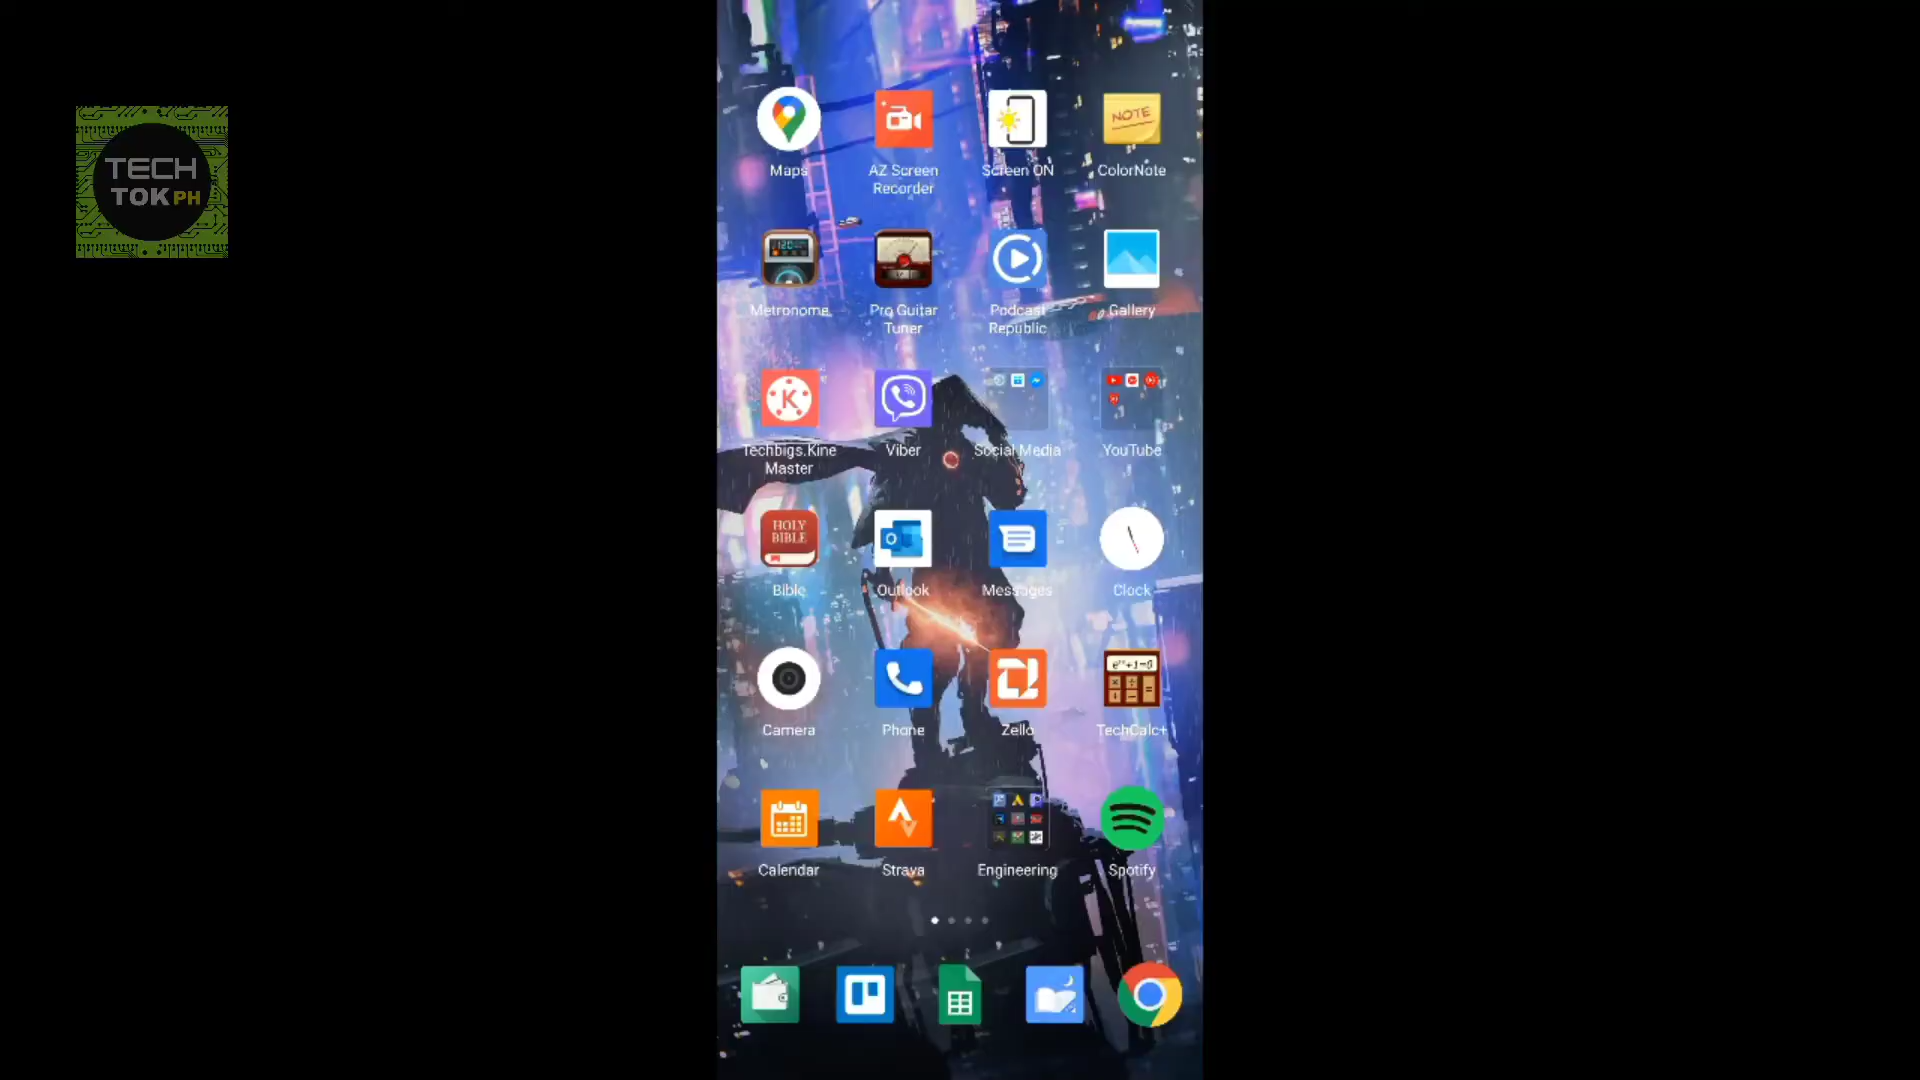 TECH
TOK PH
Maps
AZ Screen
Recorder
Screen ON
NOTE
ColorNote
120
Metronome
Pro Guitar
Tuner
Podcast
Republic
Gallery
K
Techbigs.Kine
Master
Viber
Social Media
YouTube
HOLY
BIBLE
Bible
Outlook
Messages
Clock
Camera
Phone
Zello
TechCalc+
Calendar
Strava
Engineering
Spotify